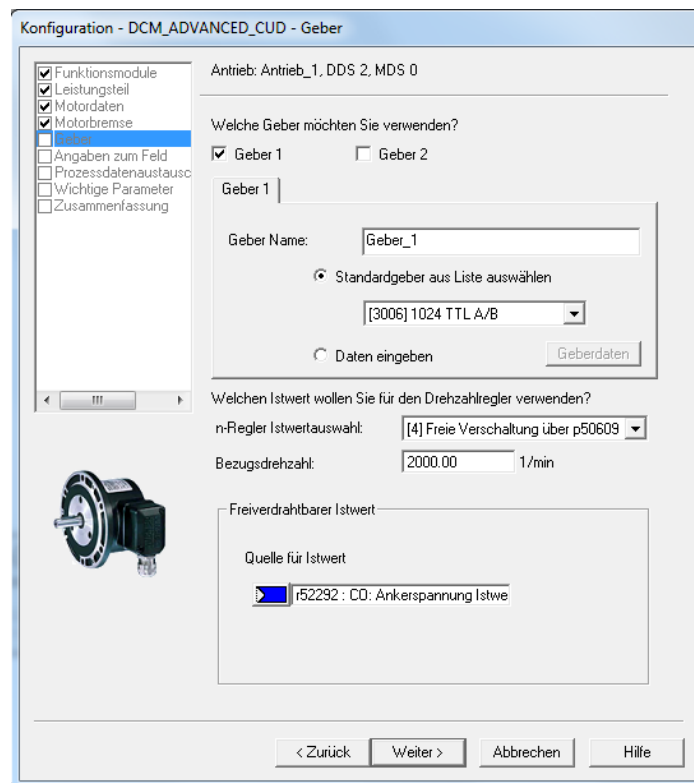 Konfiguration - DCM_ADVANCED_CUD - Geber
Funktionsmodule
Leistungsteil
Motordaten
Motorbremse
Geber
Angaben zum Feld
Prozessdatenaustausc
Wichtige Parameter
Zusammenfassung
Antrieb: Antrieb_1, DDS 2, MDS 0
Welche Geber möchten Sie verwenden?
Geber 1 Geber 2
Geber 1
Geber Name: Geber_1
Standardgeber aus Liste auswählen
[3006] 1024 TTL A/B
Daten eingeben Geberdaten
Welchen Istwert wollen Sie für den Drehzahlregler verwenden?
n-Regler Istwertauswahl: [4] Freie Verschaltung über p50609
Bezugsdrehzahl: 2000.00 1/min
Freiverdrahtbarer Istwert
Quelle für Istwert
r52292 : CO: Ankerspannung Istwe
< Zurück Weiter > Abbrechen Hilfe